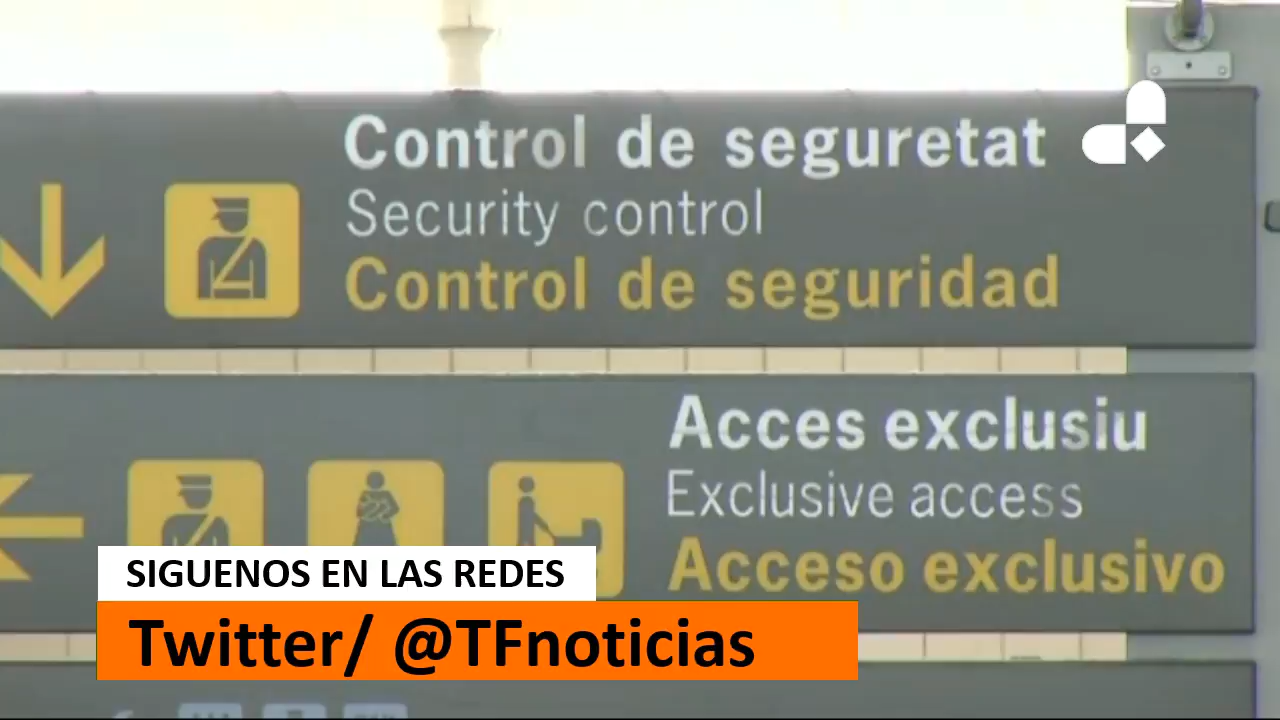 Control de seguretat
Security control
Control de seguridad
Acces exclusiu
Exclusive access
Acceso exclusivo
SIGUENOS EN LAS REDES
Twitter/ @TFnoticias